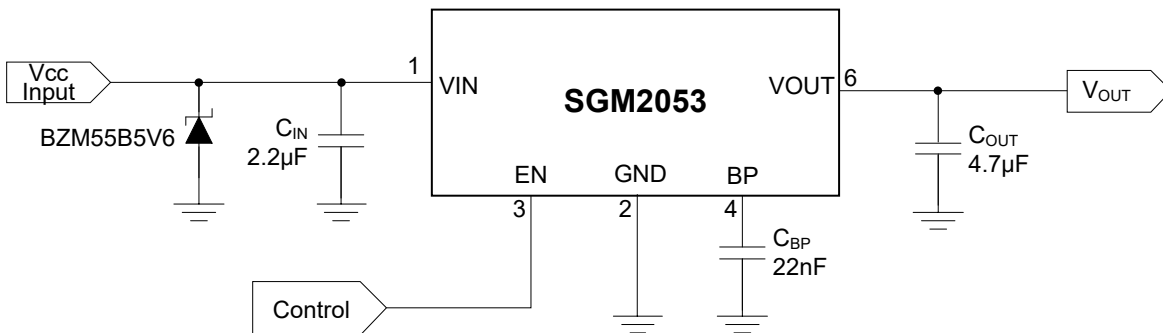 Vcc
Input
1
VIN
SGM2053
VOUT
6
V_OUT
BZM55B5V6
C_IN
2.2µF
C_OUT
4.7µF
EN
GND
BP
3
2
4
C_BP
22nF
Control